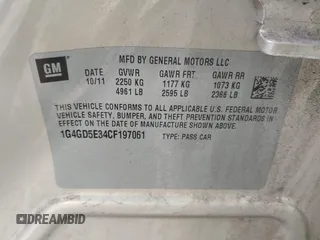 GM
MFD BY GENERAL MOTORS LLC
DATE GVWR GAWR FRT GAWR RR
10/11 2250 KG 1177 KG 1073 KG
4961 LB 2595 LB 2366 LB
THIS VEHICLE CONFORMS TO ALL APPLICABLE U.S. FEDERAL MOTOR
VEHICLE SAFETY, BUMPER, AND THEFT PREVENTION STANDARDS IN
EFFECT ON THE DATE OF MANUFACTURE SHOWN ABOVE.
1G4GD5E34CF197061 TYPE: PASS CAR
DREAMBID